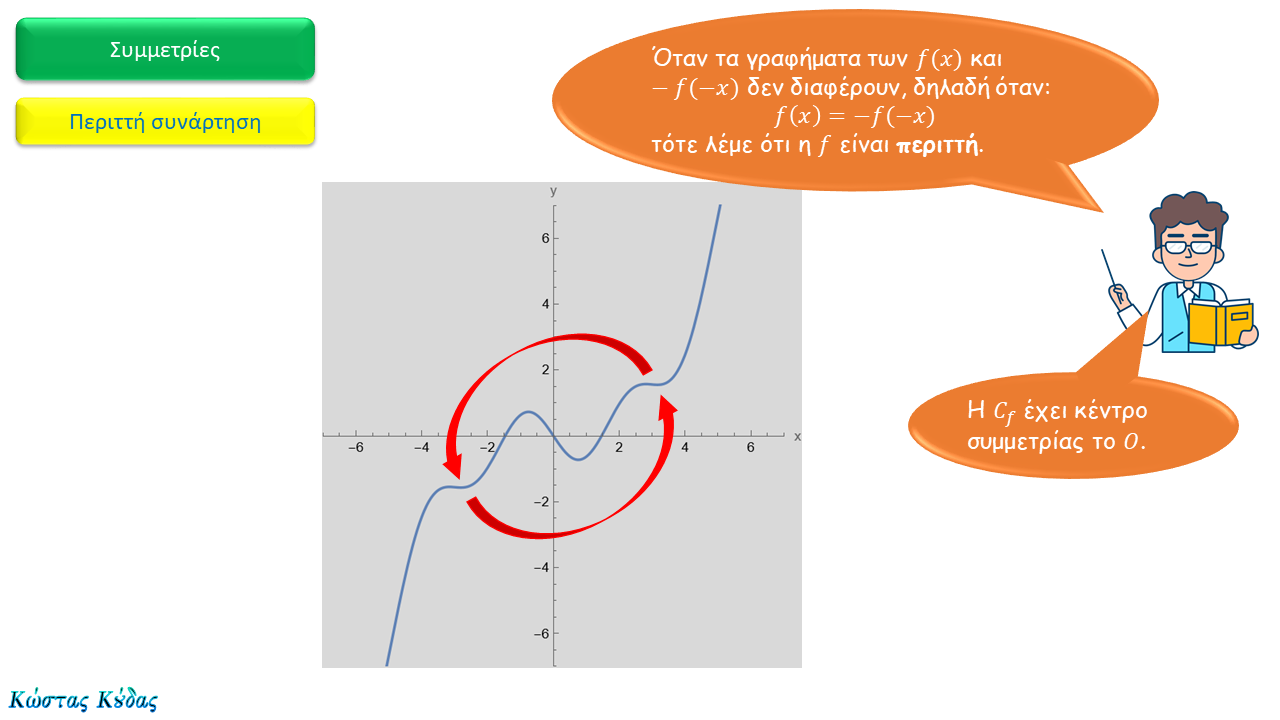 Συμμετρίες
Περιττή συνάρτηση
Όταν τα γραφήματα των f(x) και
−f(−x) δεν διαφέρουν, δηλαδή όταν:
f(x) = −f(−x)
τότε λέμε ότι η f είναι περιττή.
y
6
4
2
−6 −4 −2 2 4 6 x
−2
−4
−6
Η C_f έχει κέντρο
συμμετρίας το O.
Κώστας Κύδας